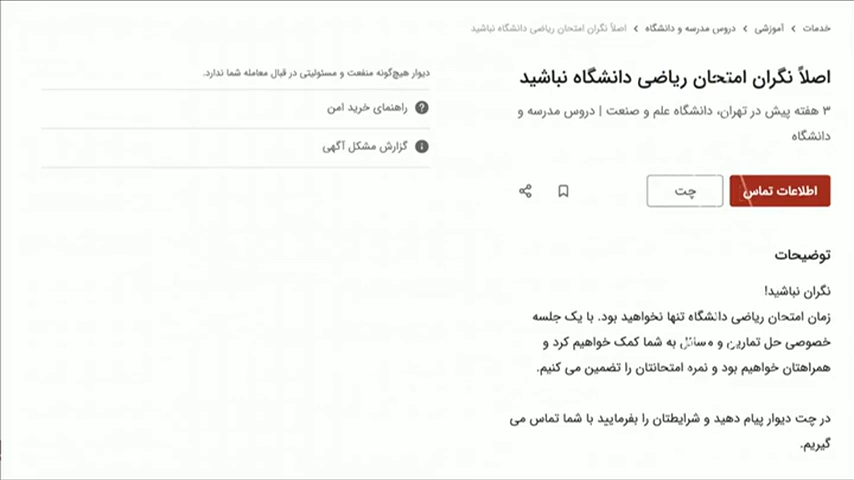 خدمات › آموزشی › دروس مدرسه و دانشگاه › اصلاً نگران امتحان ریاضی دانشگاه نباشید
اصلاً نگران امتحان ریاضی دانشگاه نباشید
۳ هفته پیش در تهران، دانشگاه علم و صنعت | دروس مدرسه و
دانشگاه
اطلاعات تماس
چت
توضیحات
نگران نباشید!
زمان امتحان ریاضی دانشگاه تنها نخواهید بود. با یک جلسه
خصوصی حل تمارین و مسائل به شما کمک خواهیم کرد و
همراهتان خواهیم بود و نمره امتحانتان را تضمین می کنیم.
در چت دیوار پیام دهید و شرایطتان را بفرمایید با شما تماس می
گیریم.
دیوار هیچ‌گونه منفعت و مسئولیتی در قبال معامله شما ندارد.
راهنمای خرید امن
گزارش مشکل آگهی